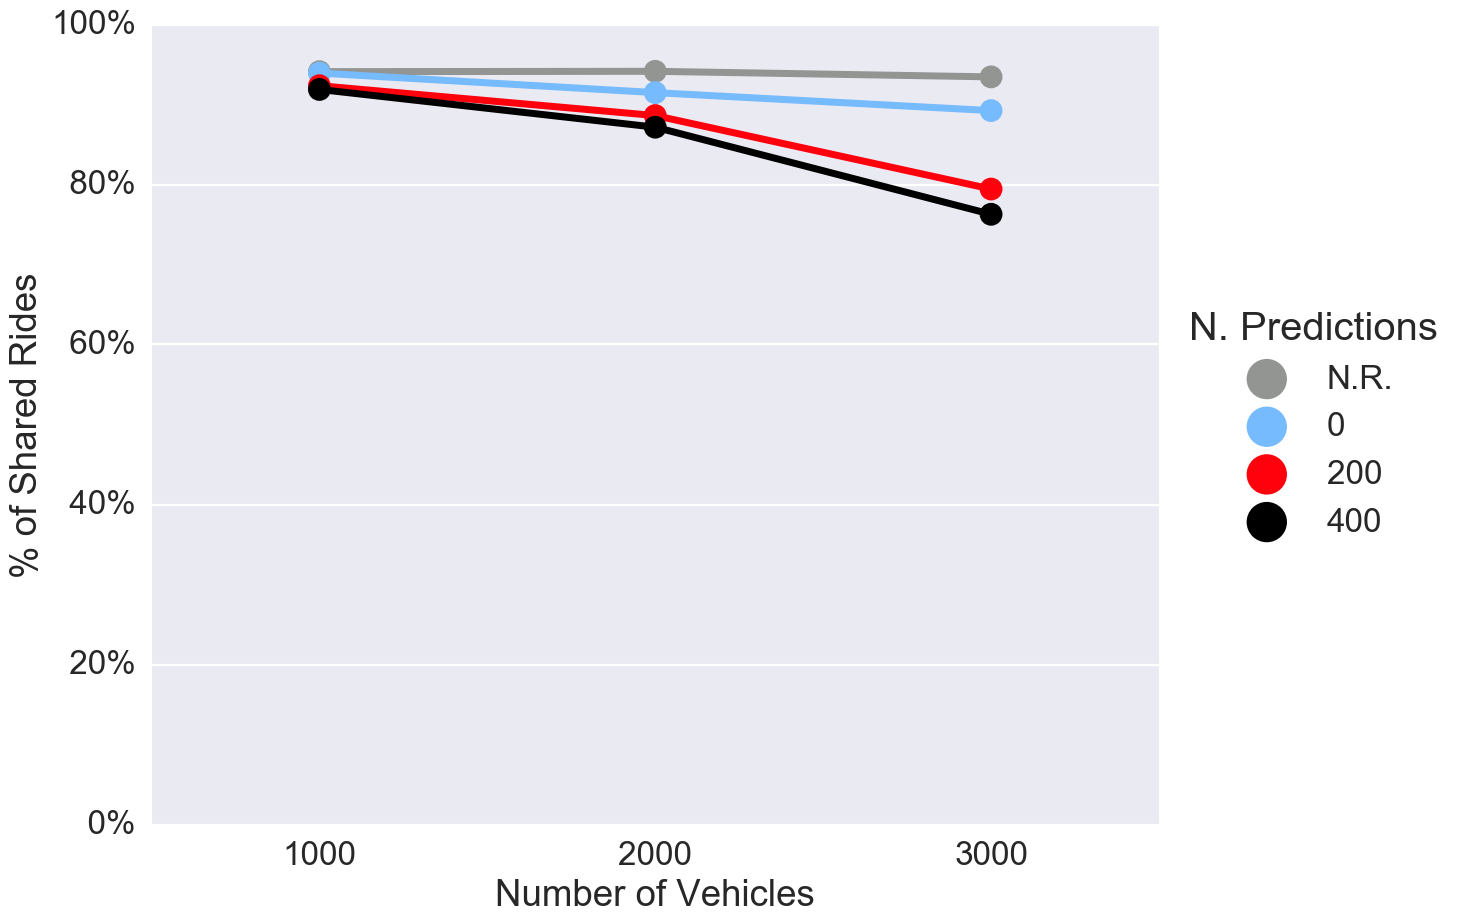 100%
80%
60%
40%
20%
0%
% of Shared Rides
1000 2000 3000
Number of Vehicles
N. Predictions
N.R.
0
200
400